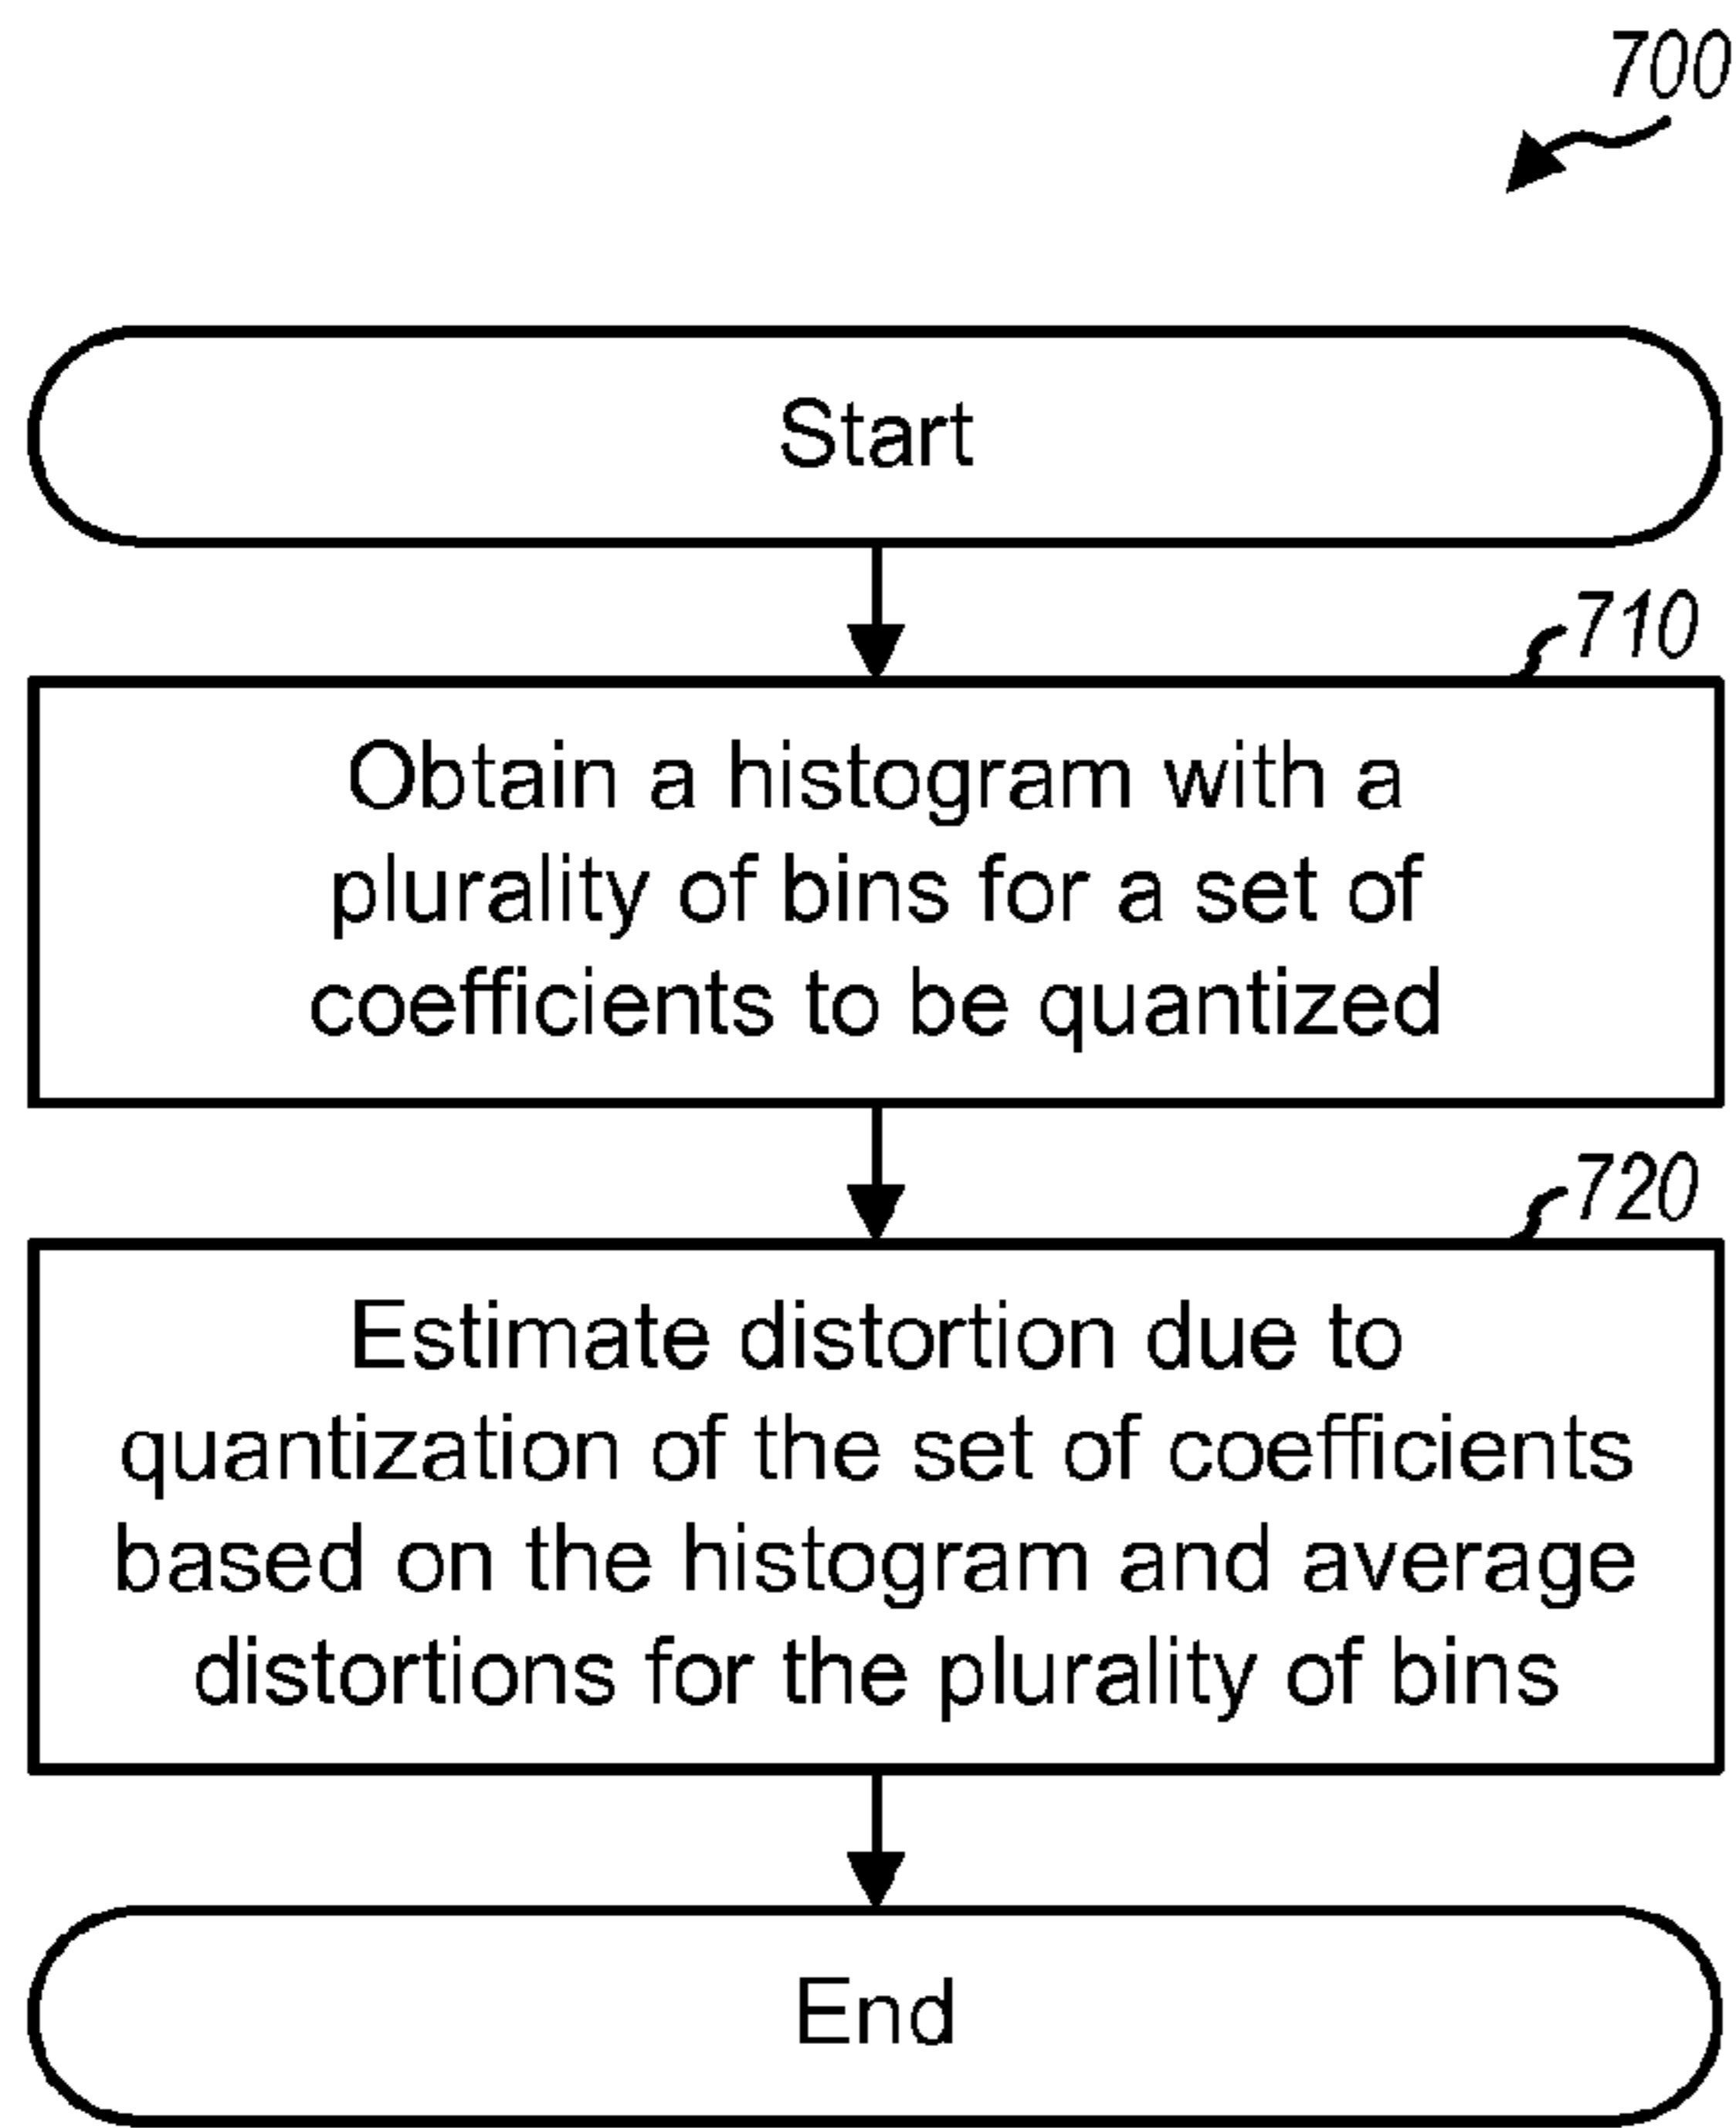 700
Start
710
Obtain a histogram with a
plurality of bins for a set of
coefficients to be quantized
720
Estimate distortion due to
quantization of the set of coefficients
based on the histogram and average
distortions for the plurality of bins
End